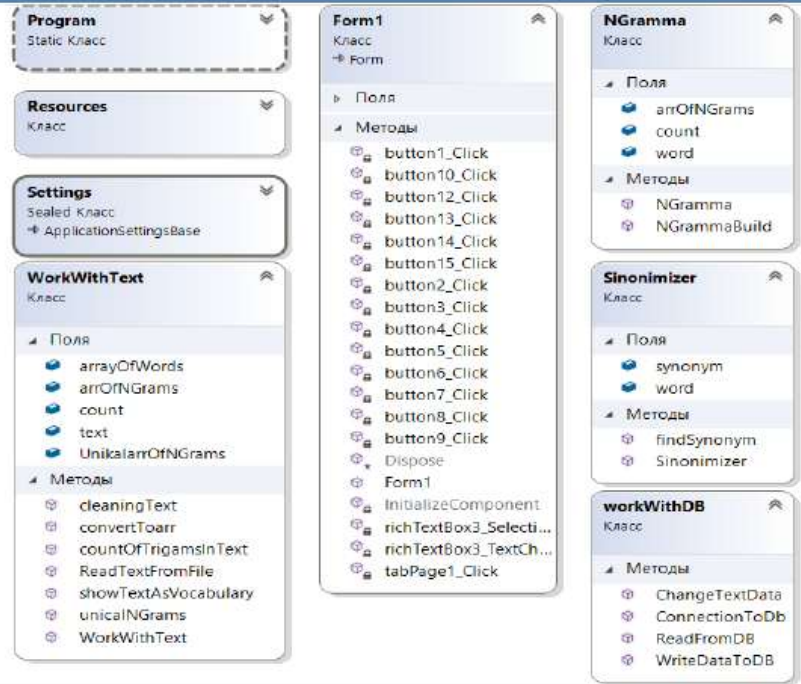 Program
Static Класс
Resources
Класс
Settings
Sealed Класс
ApplicationSettingsBase
WorkWithText
Класс
Поля
arrayOfWords
arrOfNGrams
count
text
UnikalarrOfNGrams
Методы
cleaningText
convertToarr
countOfTrigamsInText
ReadTextFromFile
showTextAsVocabulary
unicalNGrams
WorkWithText
Form1
Класс
Form
Поля
Методы
button1_Click
button10_Click
button12_Click
button13_Click
button14_Click
button15_Click
button2_Click
button3_Click
button4_Click
button5_Click
button6_Click
button7_Click
button8_Click
button9_Click
Dispose
Form1
InitializeComponent
richTextBox3_Selecti...
richTextBox3_TextCh...
tabPage1_Click
NGramma
Класс
Поля
arrOfNGrams
count
word
Методы
NGramma
NGrammaBuild
Sinonimizer
Класс
Поля
synonym
word
Методы
findSynonym
Sinonimizer
workWithDB
Класс
Методы
ChangeTextData
ConnectionToDb
ReadFromDB
WriteDataToDB